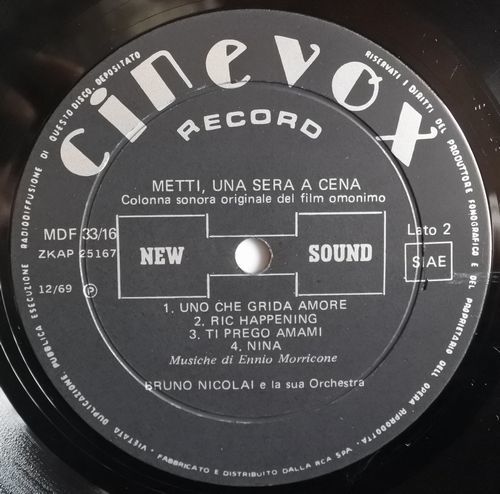 cinevox
RECORD
METTI, UNA SERA A CENA
Colonna sonora originale del film omonimo
MDF 33/16
ZKAP 25167
12/69 Ⓟ
NEW SOUND
Lato 2
SIAE
1. UNO CHE GRIDA AMORE
2. RIC HAPPENING
3. TI PREGO AMAMI
4. NINA
Musiche di Ennio Morricone
BRUNO NICOLAI e la sua Orchestra
RISERVATI I DIRITTI DEL PRODUTTORE FONOGRAFICO E DEL PROPRIETARIO DELL'OPERA RIPRODOTTA. - VIETATA DUPLICAZIONE, PUBBLICA ESECUZIONE RADIODIFFUSIONE DI QUESTO DISCO. DEPOSITATO
FABBRICATO E DISTRIBUITO DALLA RCA SPA